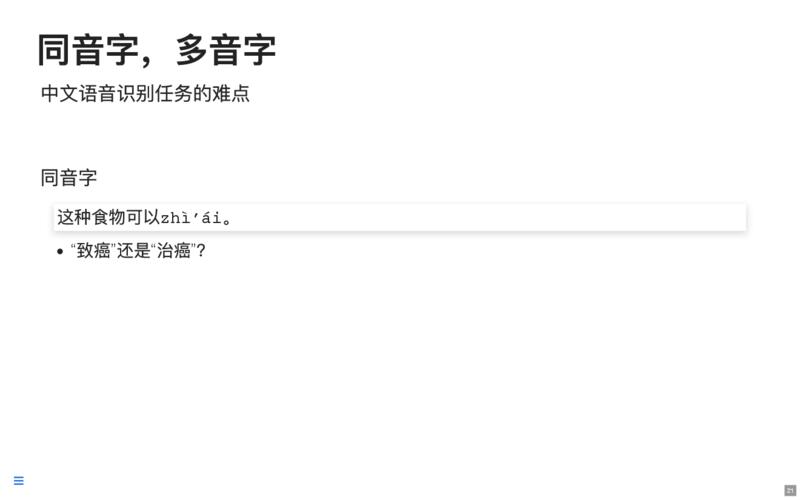 同音字，多音字
中文语音识别任务的难点
同音字
这种食物可以zhì'ái。
• “致癌”还是“治癌”？
21